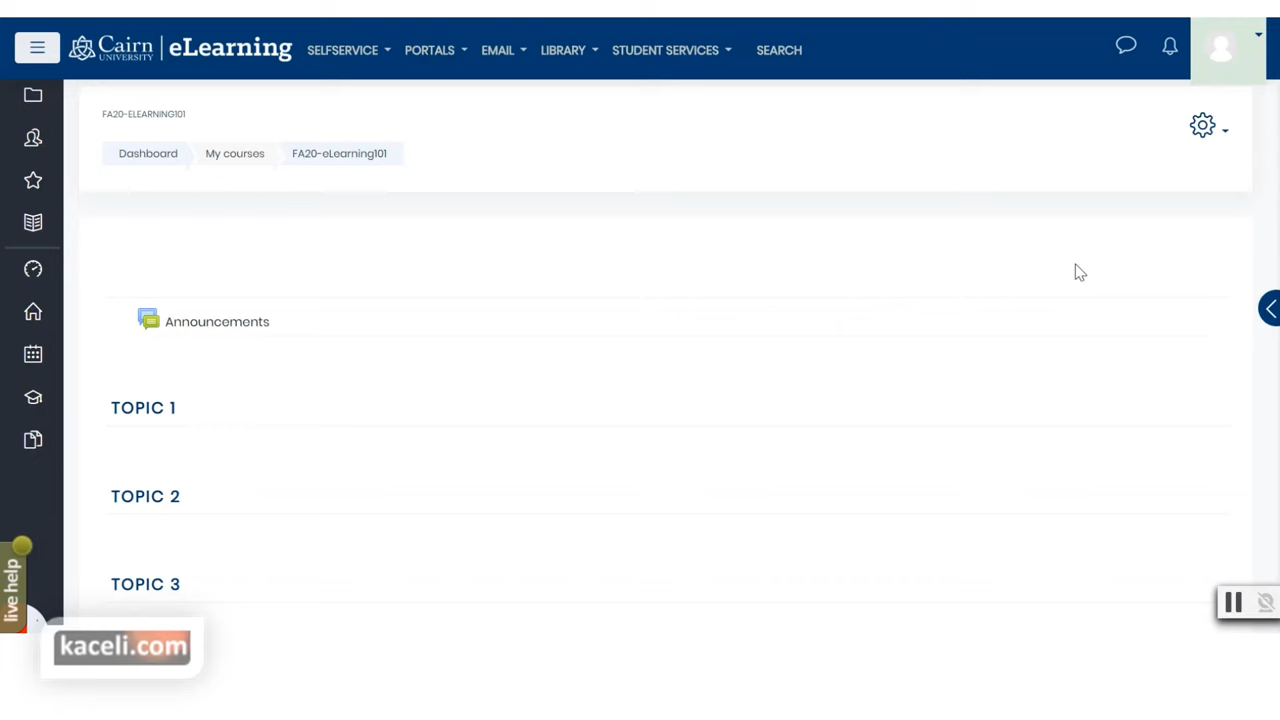 Cairn UNIVERSITY | eLearning SELFSERVICE PORTALS EMAIL LIBRARY STUDENT SERVICES SEARCH
FA20-ELEARNING101
Dashboard My courses FA20-eLearning101
Announcements
TOPIC 1
TOPIC 2
TOPIC 3
live help
kaceli.com